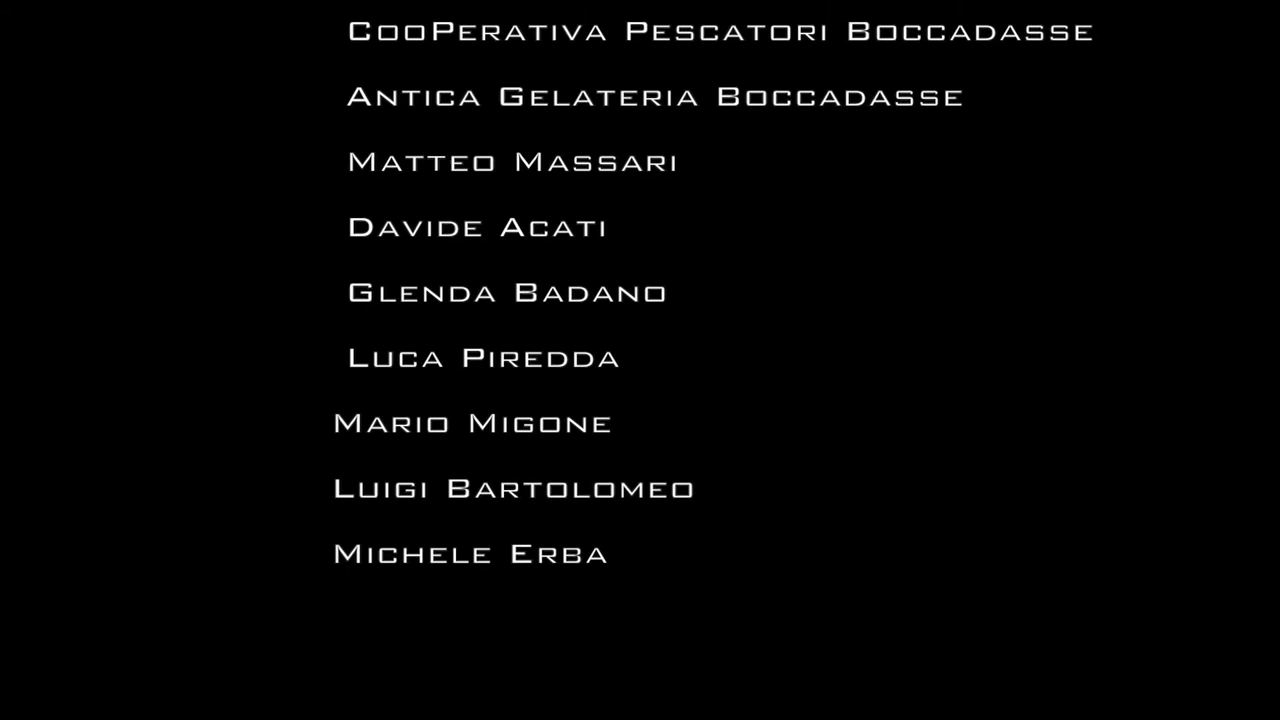 CooPerativa Pescatori Boccadasse
Antica Gelateria Boccadasse
Matteo Massari
Davide Acati
Glenda Badano
Luca Piredda
Mario Migone
Luigi Bartolomeo
Michele Erba